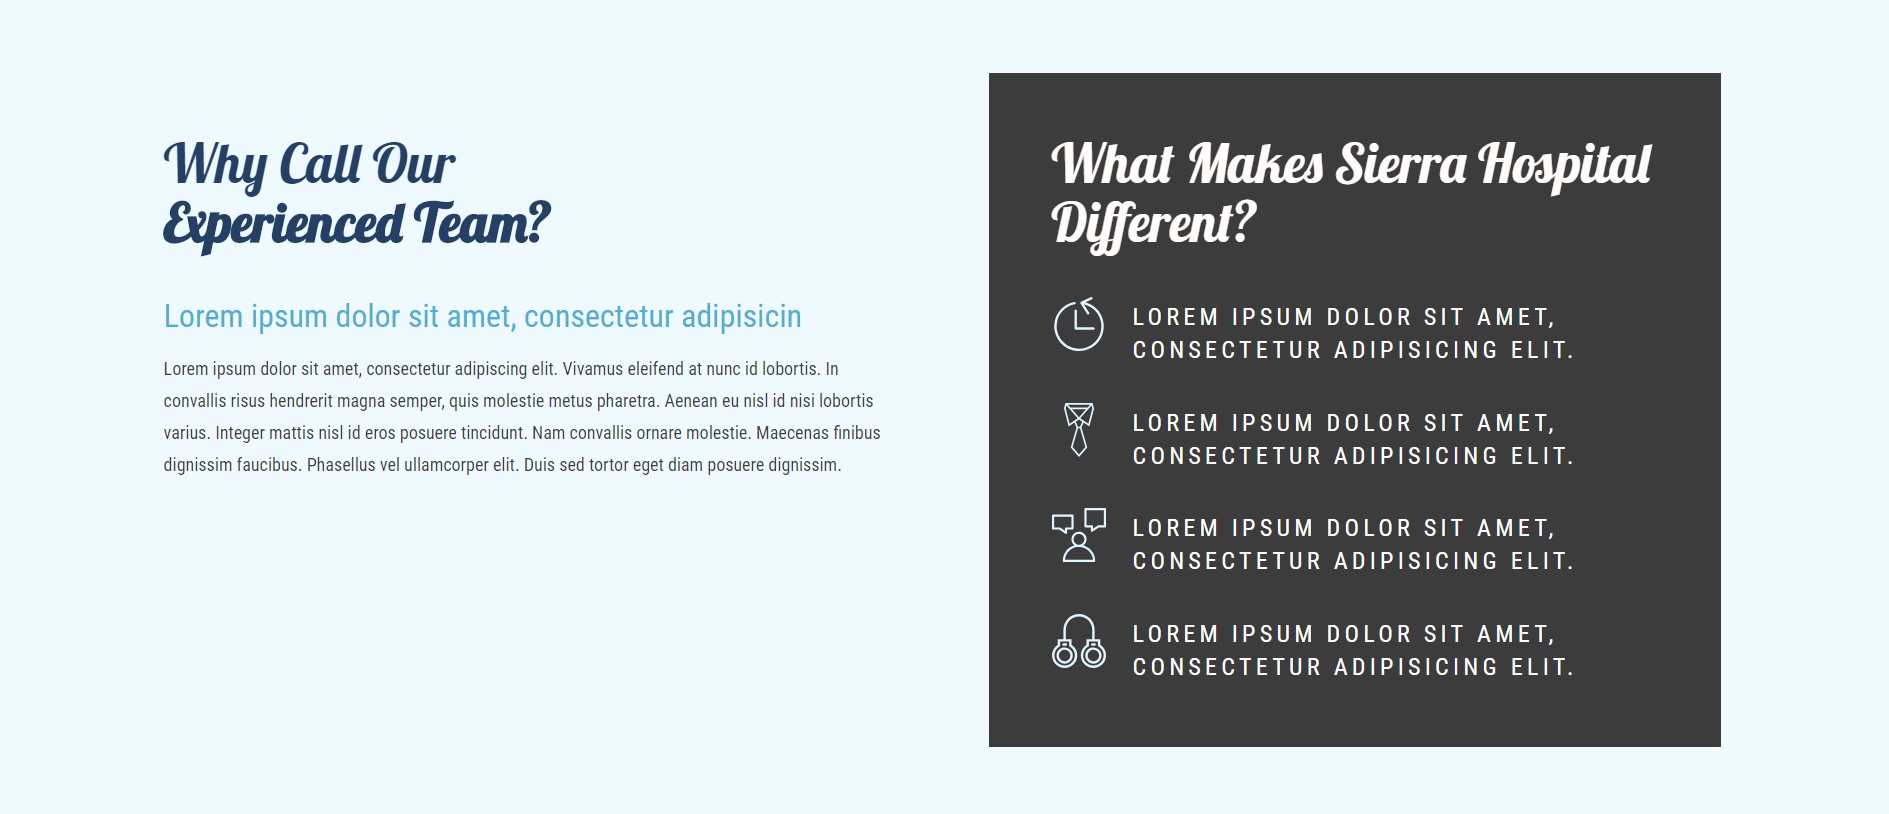 Why Call Our
Experienced Team?
Lorem ipsum dolor sit amet, consectetur adipisicin
Lorem ipsum dolor sit amet, consectetur adipiscing elit. Vivamus eleifend at nunc id lobortis. In
convallis risus hendrerit magna semper, quis molestie metus pharetra. Aenean eu nisl id nisi lobortis
varius. Integer mattis nisl id eros posuere tincidunt. Nam convallis ornare molestie. Maecenas finibus
dignissim faucibus. Phasellus vel ullamcorper elit. Duis sed tortor eget diam posuere dignissim.
What Makes Sierra Hospital
Different?
LOREM IPSUM DOLOR SIT AMET,
CONSECTETUR ADIPISICING ELIT.
LOREM IPSUM DOLOR SIT AMET,
CONSECTETUR ADIPISICING ELIT.
LOREM IPSUM DOLOR SIT AMET,
CONSECTETUR ADIPISICING ELIT.
LOREM IPSUM DOLOR SIT AMET,
CONSECTETUR ADIPISICING ELIT.